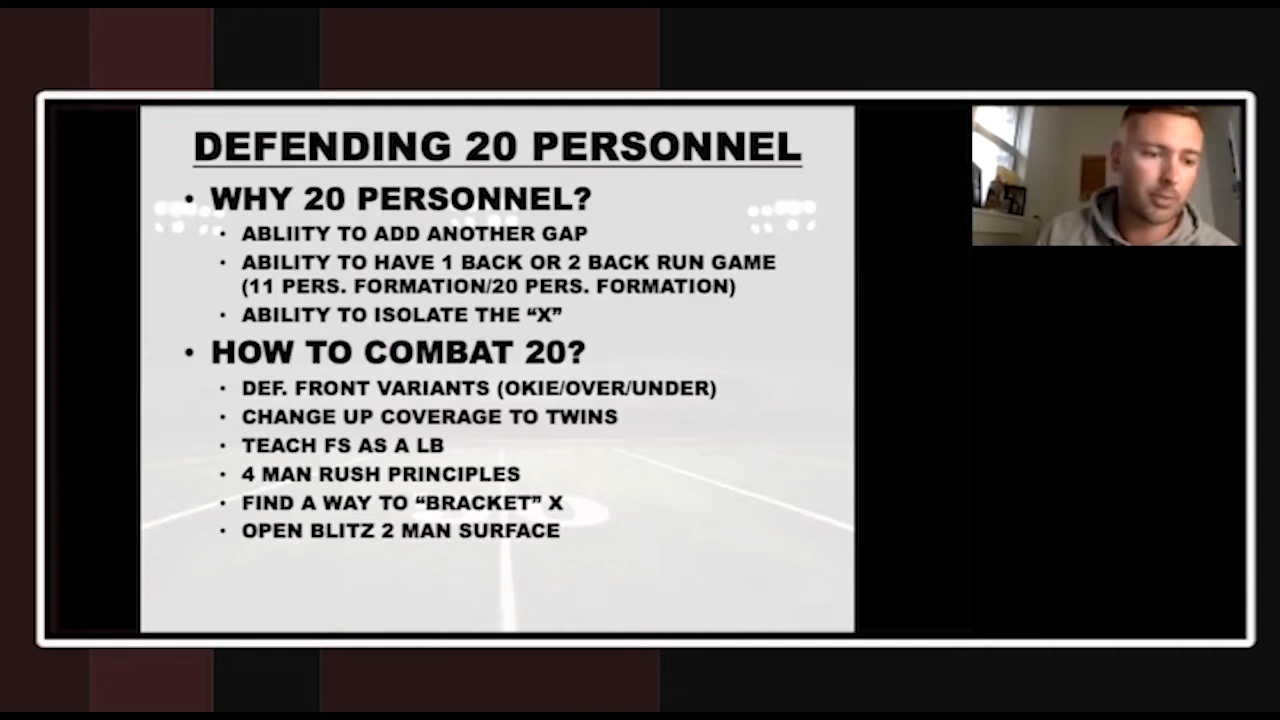 DEFENDING 20 PERSONNEL
• WHY 20 PERSONNEL?
• ABLIITY TO ADD ANOTHER GAP
• ABILITY TO HAVE 1 BACK OR 2 BACK RUN GAME
(11 PERS. FORMATION/20 PERS. FORMATION)
• ABILITY TO ISOLATE THE “X”
• HOW TO COMBAT 20?
• DEF. FRONT VARIANTS (OKIE/OVER/UNDER)
• CHANGE UP COVERAGE TO TWINS
• TEACH FS AS A LB
• 4 MAN RUSH PRINCIPLES
• FIND A WAY TO “BRACKET” X
• OPEN BLITZ 2 MAN SURFACE